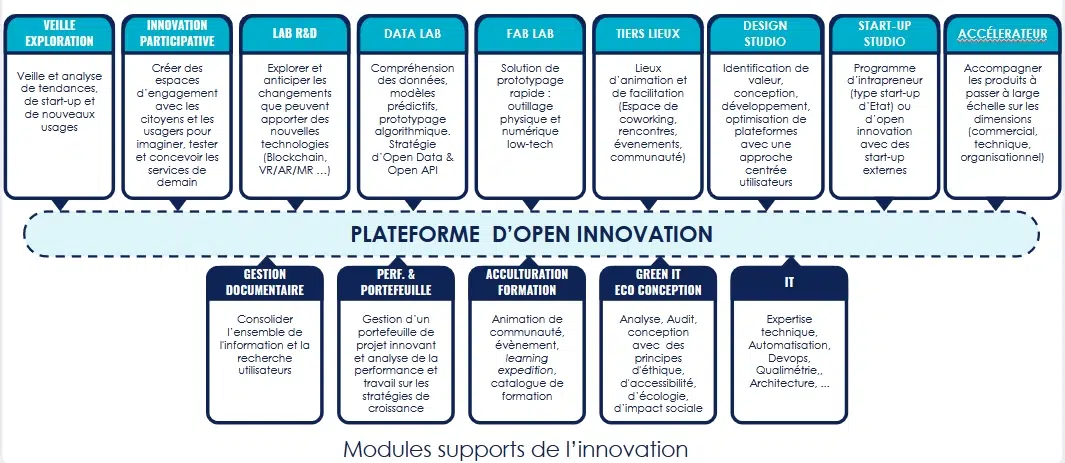 VEILLE
EXPLORATION
Veille et analyse
de tendances,
de start-up et
de nouveaux
usages
INNOVATION
PARTICIPATIVE
Créer des
espaces
d'engagement
avec les
citoyens et les
usagers pour
imaginer, tester
et concevoir les
services de
demain
LAB R&D
Explorer et
anticiper les
changements
que peuvent
apporter des
nouvelles
technologies
(Blockchain,
VR/AR/MR ...)
DATA LAB
Compréhension
des données,
modèles
prédictifs,
prototypage
algorithmique.
Stratégie
d'Open Data &
Open API
FAB LAB
Solution de
prototypage
rapide :
outillage
physique et
numérique
low-tech
TIERS LIEUX
Lieux
d'animation et
de facilitation
(Espace de
coworking,
rencontres,
évenements,
communauté)
DESIGN
STUDIO
Identification de
valeur,
conception,
développement,
optimisation de
plateformes
avec une
approche
centrée
utilisateurs
START-UP
STUDIO
Programme
d'intrapreneur
(type start-up
d'Etat) ou
d'open
innovation
avec des
start-up
externes
ACCÉLERATEUR
Accompagner
les produits à
passer à large
échelle sur les
dimensions
(commercial,
technique,
organisationnel)
PLATEFORME D'OPEN INNOVATION
GESTION
DOCUMENTAIRE
Consolider
l'ensemble de
l'information et la
recherche
utilisateurs
PERF. &
PORTEFEUILLE
Gestion d'un
portefeuille de
projet innovant
et analyse de la
performance et
travail sur les
stratégies de
croissance
ACCULTURATION
FORMATION
Animation de
communauté,
évènement,
learning
expedition,
catalogue de
formation
GREEN IT
ECO CONCEPTION
Analyse, Audit,
conception
avec des
principes
d'éthique,
d'accessibilité,
d'écologie,
d'impact sociale
IT
Expertise
technique,
Automatisation,
Devops,
Qualimétrie,,
Architecture, ...
Modules supports de l'innovation